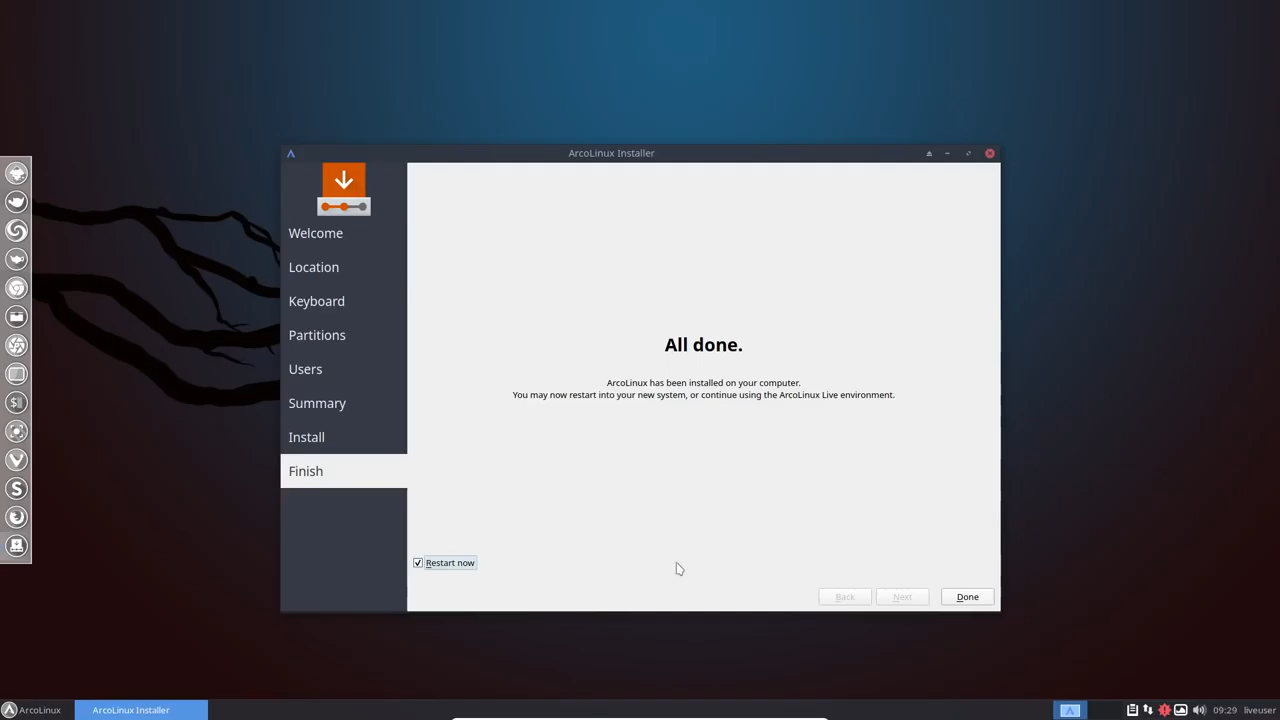 ArcoLinux Installer
Welcome
Location
Keyboard
Partitions
Users
Summary
Install
Finish
All done.
ArcoLinux has been installed on your computer.
You may now restart into your new system, or continue using the ArcoLinux Live environment.
Restart now
Back
Next
Done
ArcoLinux
ArcoLinux Installer
09:29
liveuser